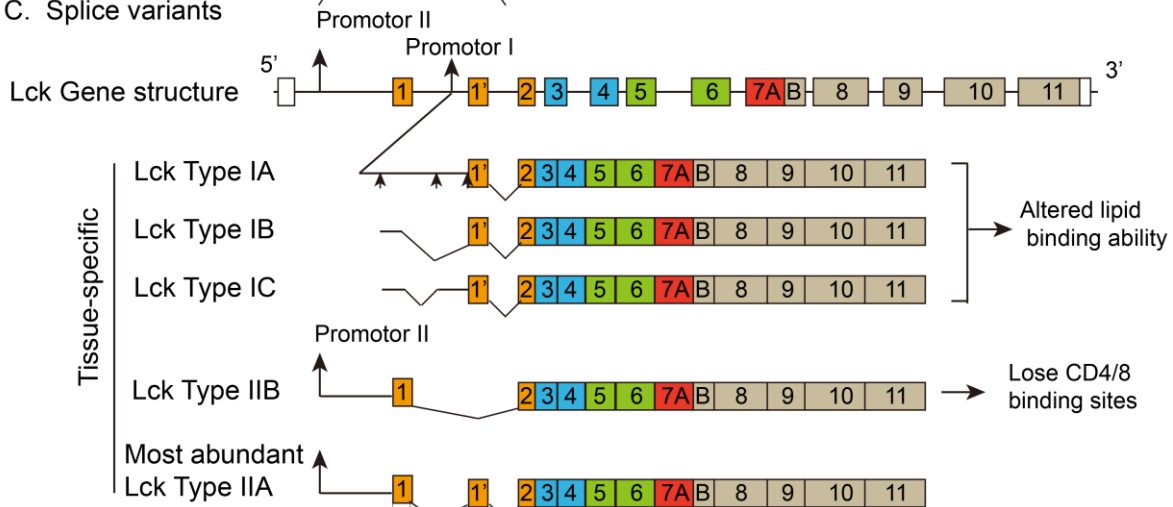 C. Splice variants
Promotor II
Promotor I
5' 3'
Lck Gene structure 1 1' 2 3 4 5 6 7A B 8 9 10 11
Tissue-specific
Lck Type IA 1' 2 3 4 5 6 7A B 8 9 10 11
Lck Type IB 1' 2 3 4 5 6 7A B 8 9 10 11
Altered lipid
binding ability
Lck Type IC 1' 2 3 4 5 6 7A B 8 9 10 11
Promotor II
Lck Type IIB 1 2 3 4 5 6 7A B 8 9 10 11
Lose CD4/8
binding sites
Most abundant
Lck Type IIA 1 1' 2 3 4 5 6 7A B 8 9 10 11